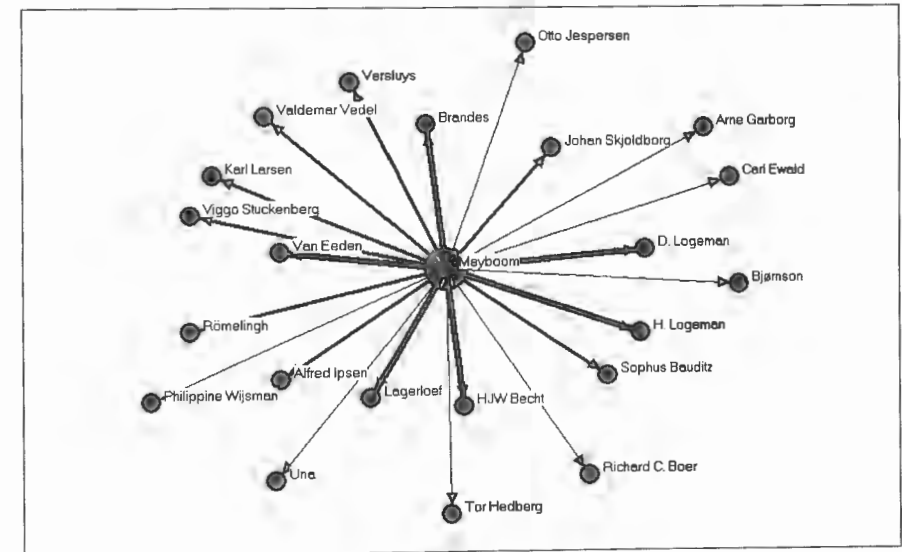 Otto Jespersen
Versluys
Valdemar Vedel
Brandes
Arne Garborg
Johan Skjoldborg
Karl Larsen
Carl Ewald
Viggo Stuckenberg
Van Eeden
D. Logeman
Meyboom
Bjørnson
Römelingh
H. Logeman
Alfred Ipsen
Sophus Bauditz
Philippine Wijsman
Lagerloef
HJW Becht
Una
Richard C. Boer
Tor Hedberg